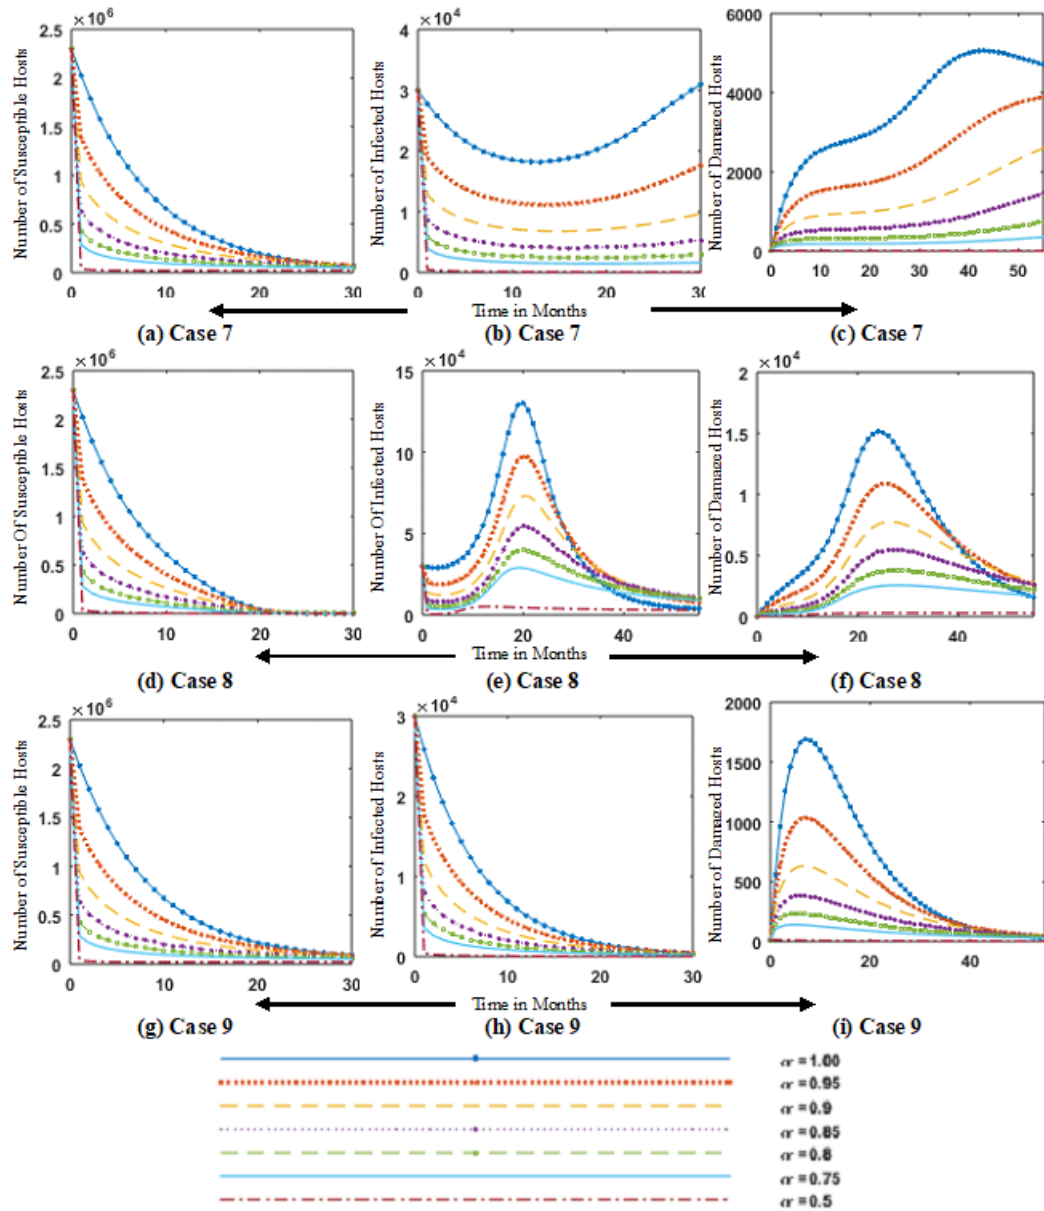 ×10⁶
2.5
2
1.5
1
0.5
0
0 10 20 30
Number of Susceptible Hosts
(a) Case 7
×10⁴
4
3
2
1
0
0 10 20 30
Number of Infected Hosts
(b) Case 7
6000
4000
2000
0
0 10 20 30 40 50
Number of Damazed Hosts
(c) Case 7
Time in Months
×10⁶
2.5
2
1.5
1
0.5
0
0 10 20 30
Number Of Susceptible Hosts
(d) Case 8
×10⁴
15
10
5
0
0 20 40
Number Of Infected Hosts
(e) Case 8
×10⁴
2
1.5
1
0.5
0
0 20 40
Number of Damazed Hosts
(f) Case 8
Time in Months
×10⁶
2.5
2
1.5
1
0.5
0
0 10 20 30
Number of Susceptible Hosts
(g) Case 9
×10⁴
3
2
1
0
0 10 20 30
Number of Infected Hosts
(h) Case 9
2000
1500
1000
500
0
0 20 40
Number of Damazed Hosts
(i) Case 9
Time in Months
α = 1.00
α = 0.95
α = 0.9
α = 0.85
α = 0.8
α = 0.75
α = 0.5